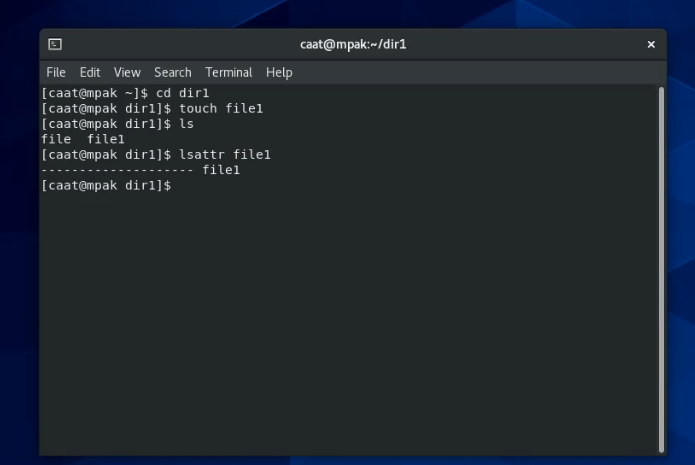 caat@mpak:~/dir1
File Edit View Search Terminal Help
[caat@mpak ~]$ cd dir1
[caat@mpak dir1]$ touch file1
[caat@mpak dir1]$ ls
file  file1
[caat@mpak dir1]$ lsattr file1
-------------------- file1
[caat@mpak dir1]$